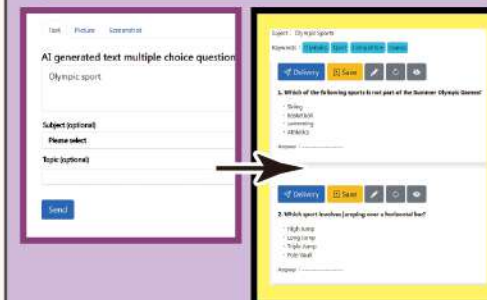 Text Picture Screenshot
AI generated text multiple choice question
Olympic sport
Subject (optional)
Please select
Topic (optional)
Send
Subject : Olympic Sports
Keywords :
Delivery Save
1. Which of the following sports is not part of the Summer Olympic Games?
- Skiing
- Basketball
- Swimming
- Athletics
Answer : ----------------
Delivery Save
2. Which sport involves jumping over a horizontal bar?
- High Jump
- Long Jump
- Triple Jump
- Pole Vault
Answer : ----------------